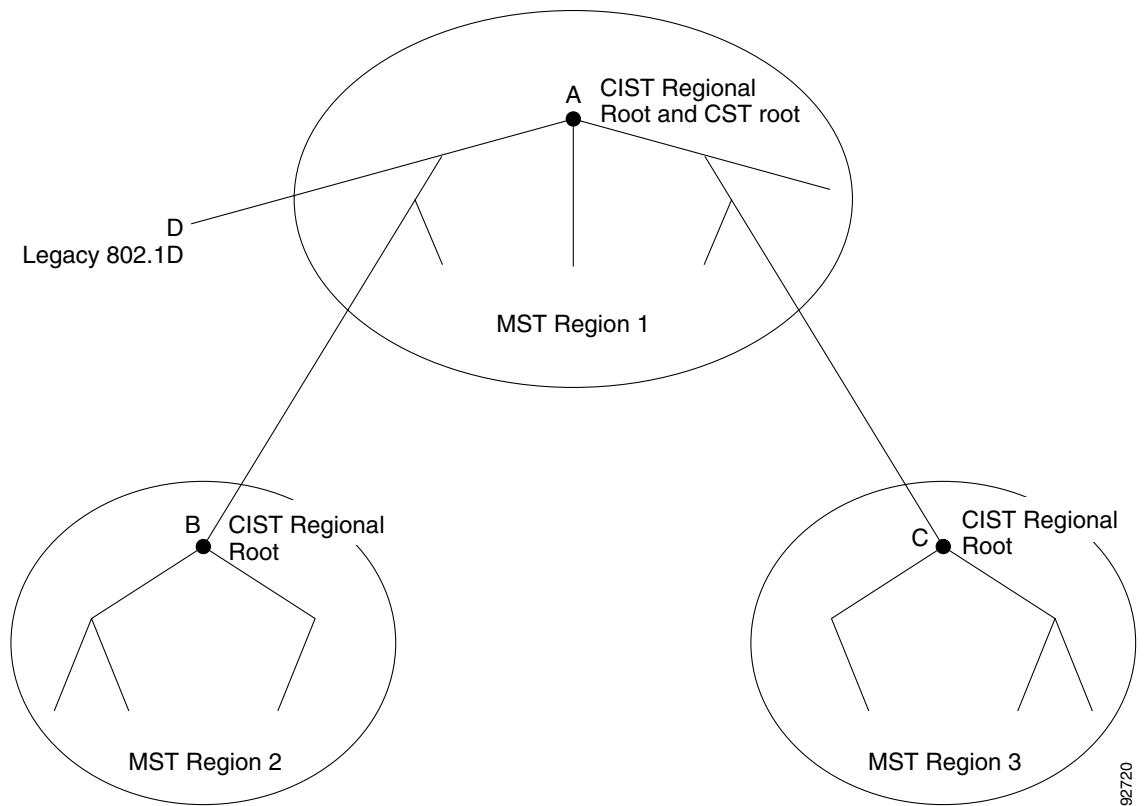 A
CIST Regional
Root and CST root
D
Legacy 802.1D
MST Region 1
B
CIST Regional
Root
C
CIST Regional
Root
MST Region 2
MST Region 3
92720